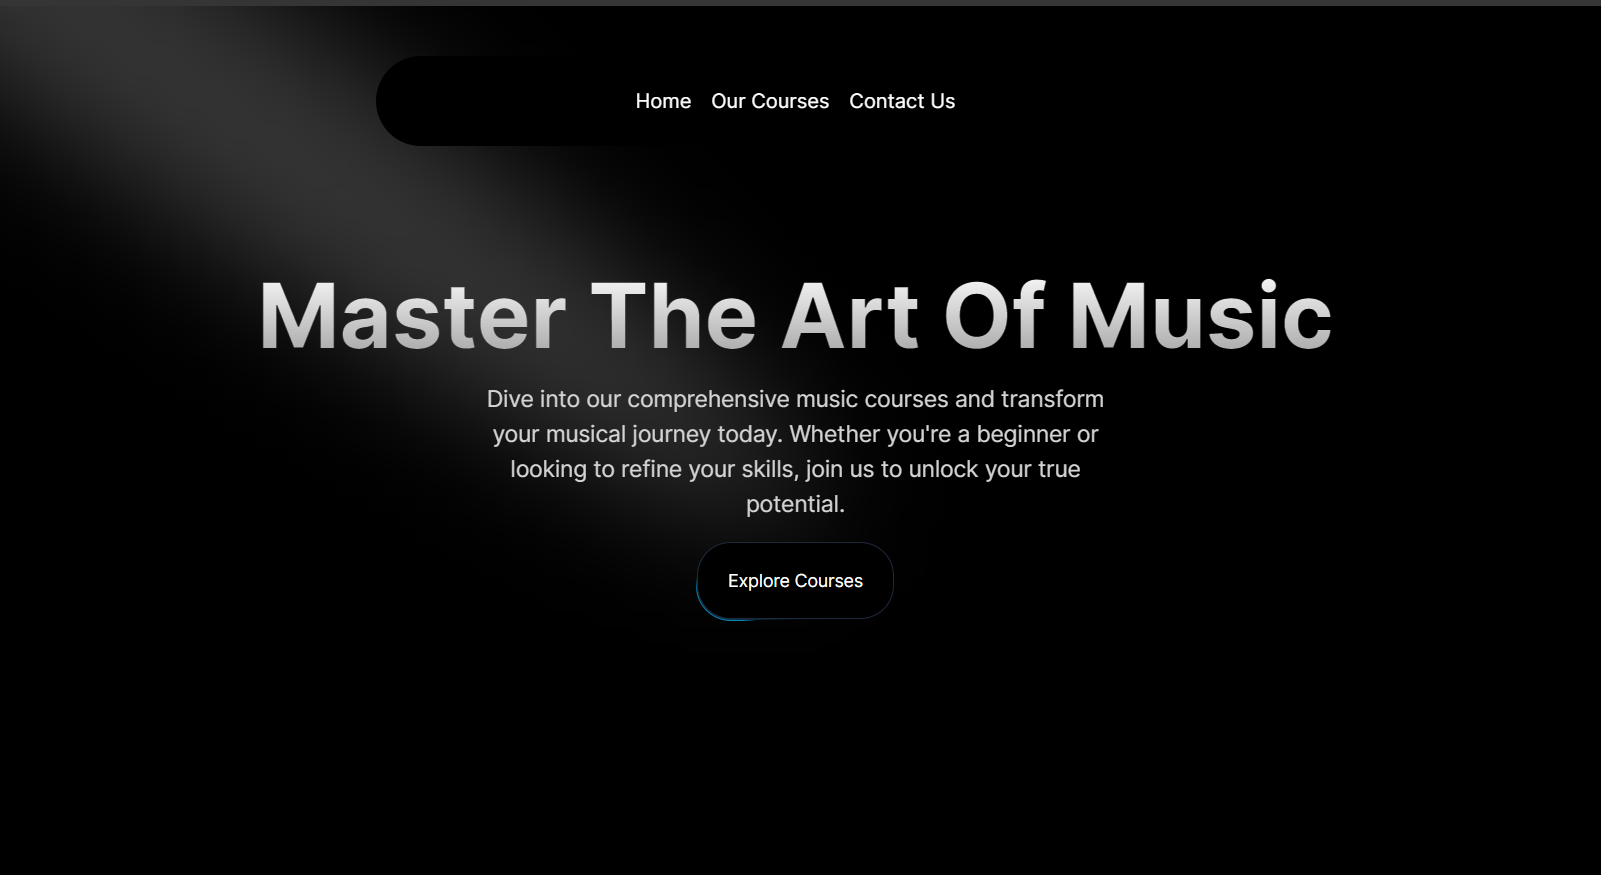 Home Our Courses Contact Us
Master The Art Of Music
Dive into our comprehensive music courses and transform
your musical journey today. Whether you're a beginner or
looking to refine your skills, join us to unlock your true
potential.
Explore Courses